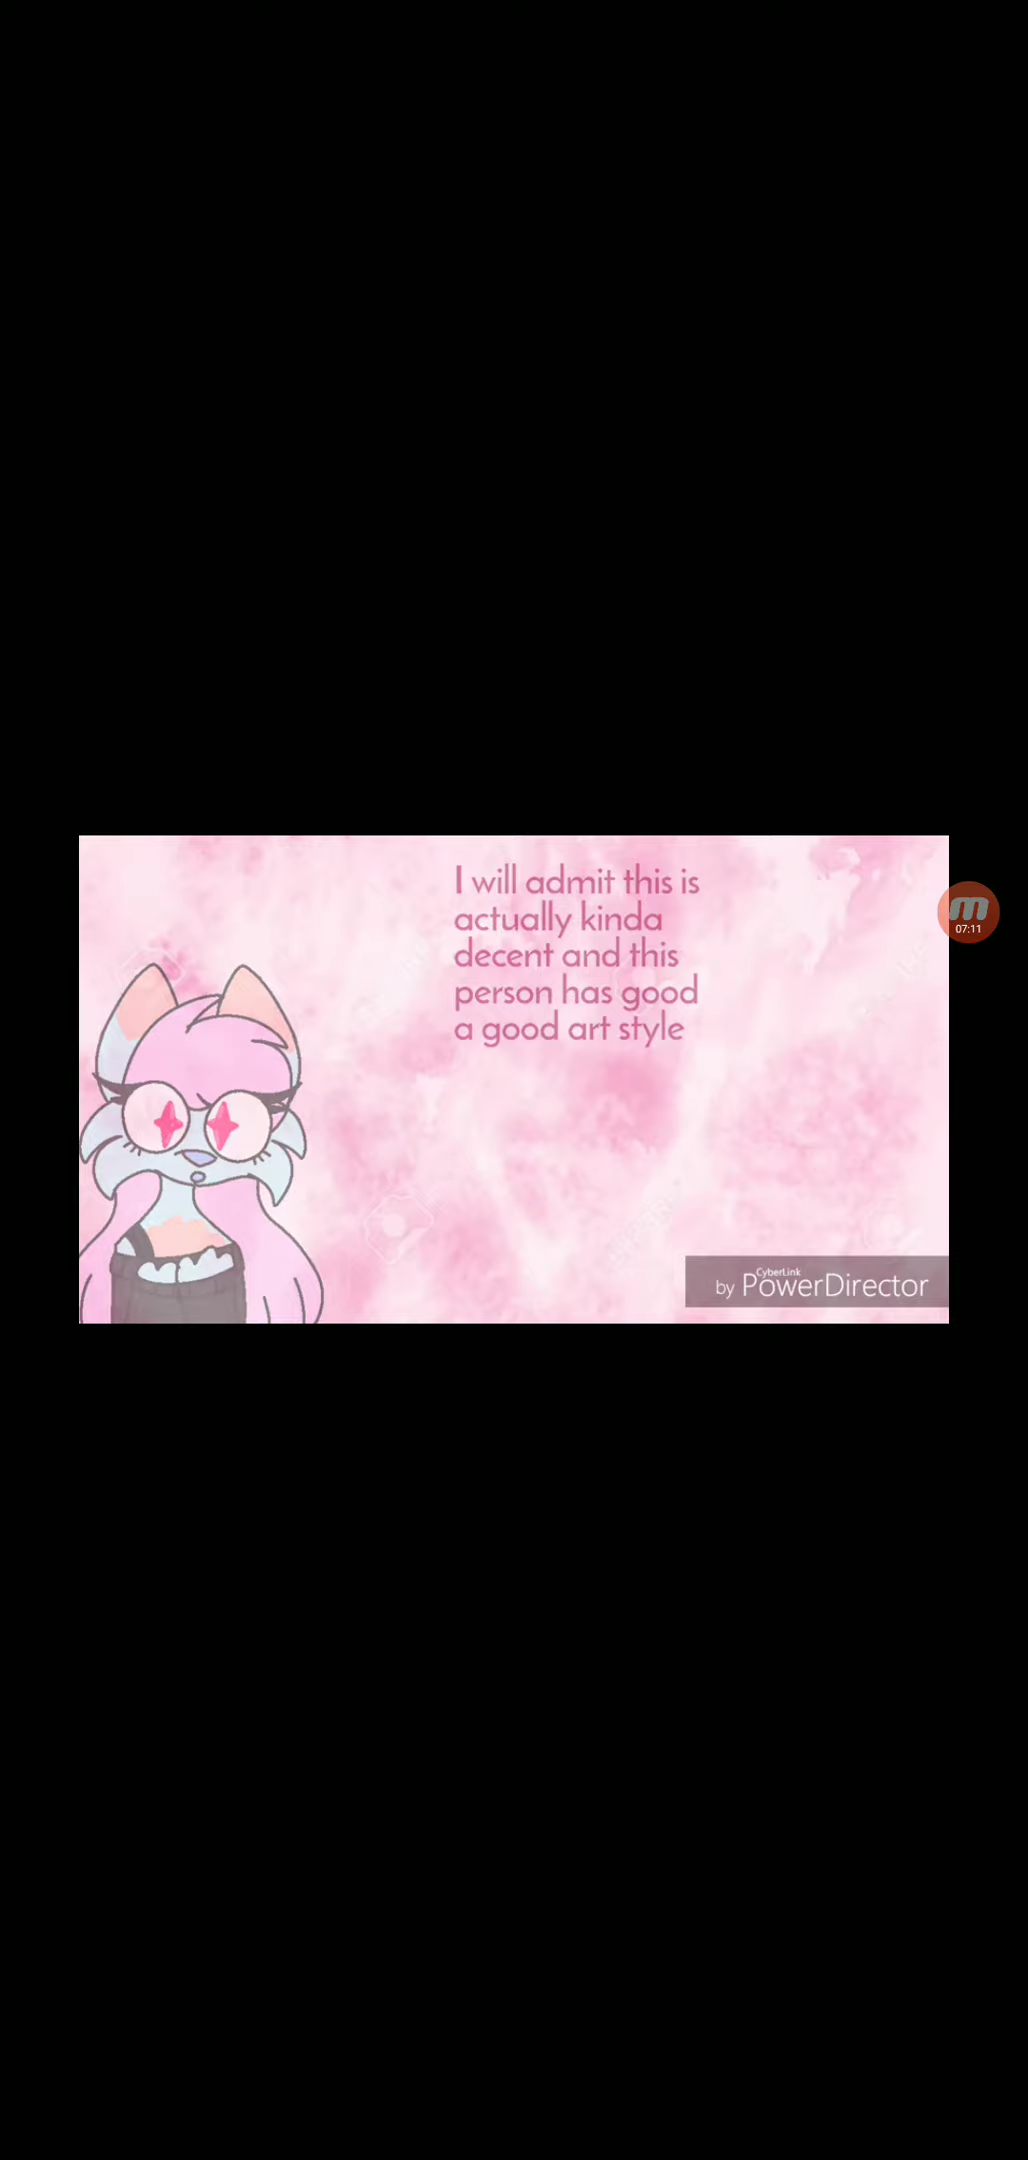 I will admit this is
actually kinda
decent and this
person has good
a good art style
07:11
CyberLink
by PowerDirector